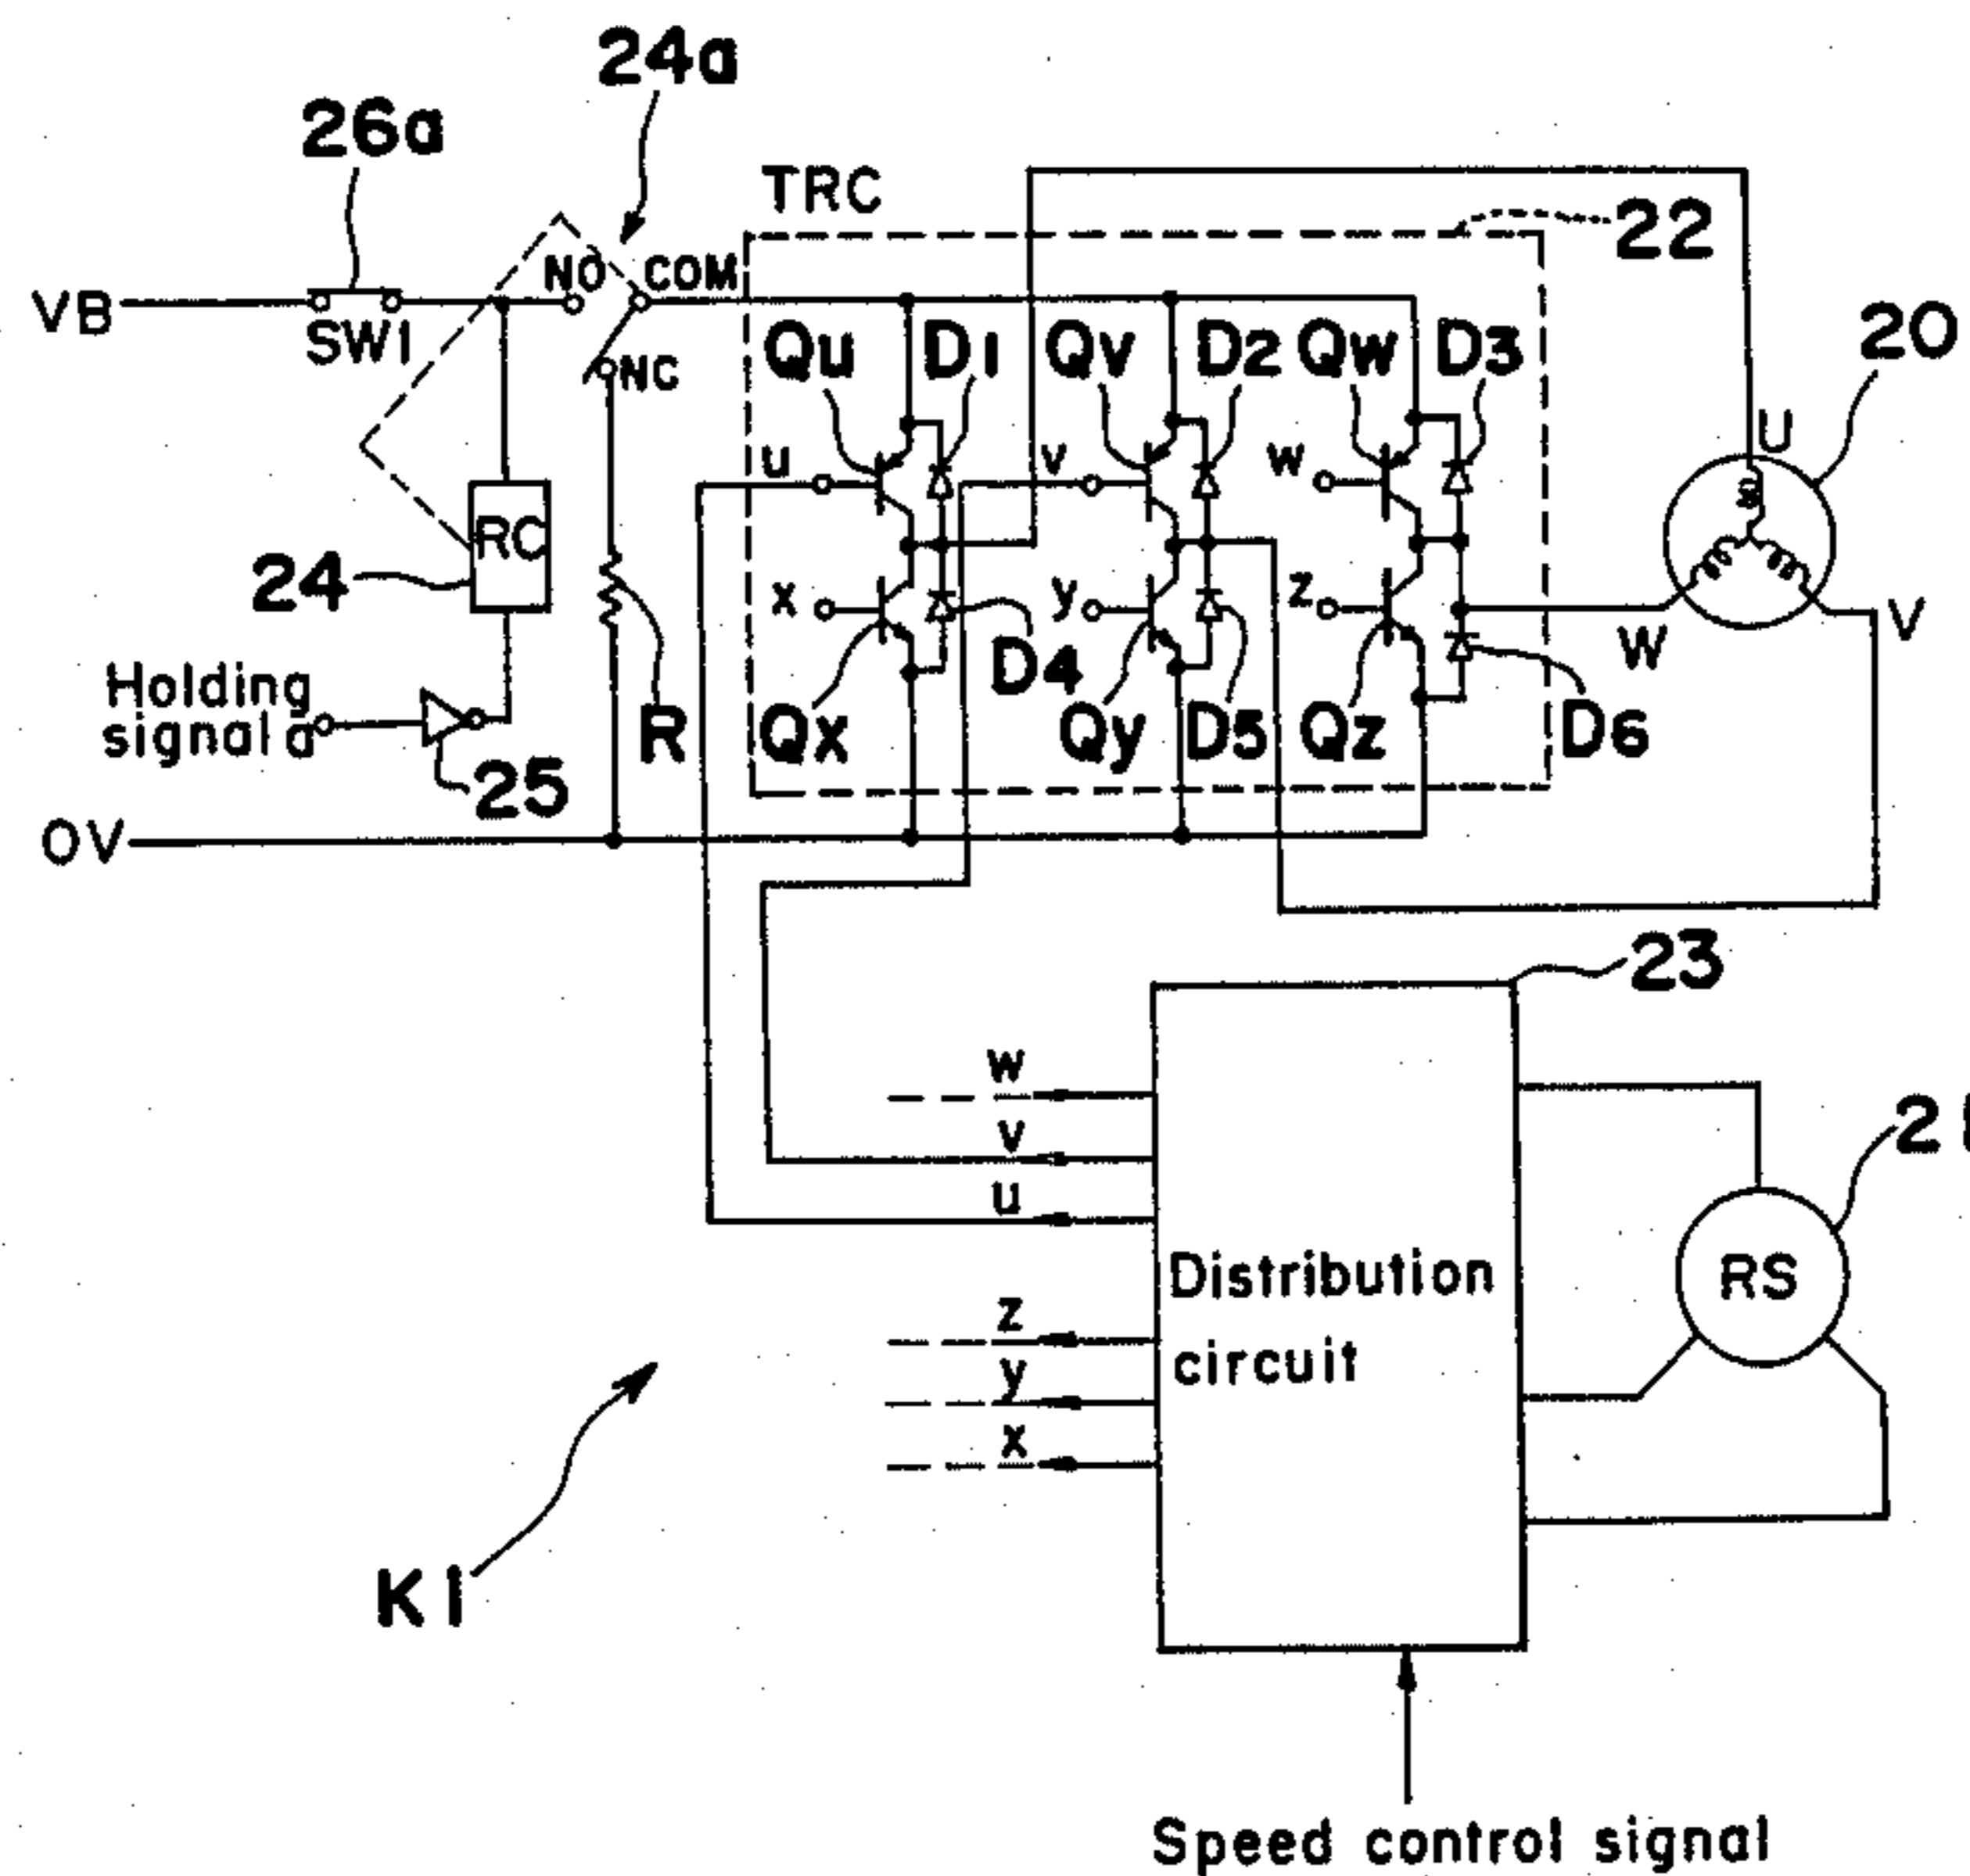 24a
26a
TRC
22
VB
SW1
NO
COM
NC
Qu
D1
Qv
D2
Qw
D3
20
u
v
w
U
RC
24
x
y
z
W
V
Holding
signal a
25
R
Qx
D4
Qy
D5
Qz
D6
0V
23
w
v
u
21
Distribution
circuit
RS
z
y
x
K1
Speed control signal